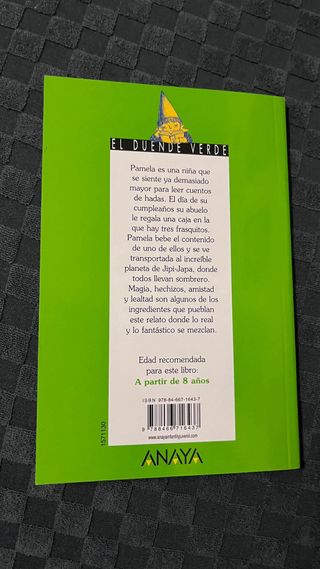 EL DUENDE VERDE
Pamela es una niña que
se siente ya demasiado
mayor para leer cuentos
de hadas. El día de su
cumpleaños su abuelo
le regala una caja en la
que hay tres frasquitos.
Pamela bebe el contenido
de uno de ellos y se ve
transportada al increíble
planeta de Jipi-Japa, donde
todos llevan sombrero.
Magia, hechizos, amistad
y lealtad son algunos de los
ingredientes que pueblan
este relato donde lo real
y lo fantástico se mezclan.
Edad recomendada
para este libro:
A partir de 8 años
ISBN 978-84-667-1643-7
9 788466 716437
www.anayainfantilyjuvenil.com
1571130
ANAYA